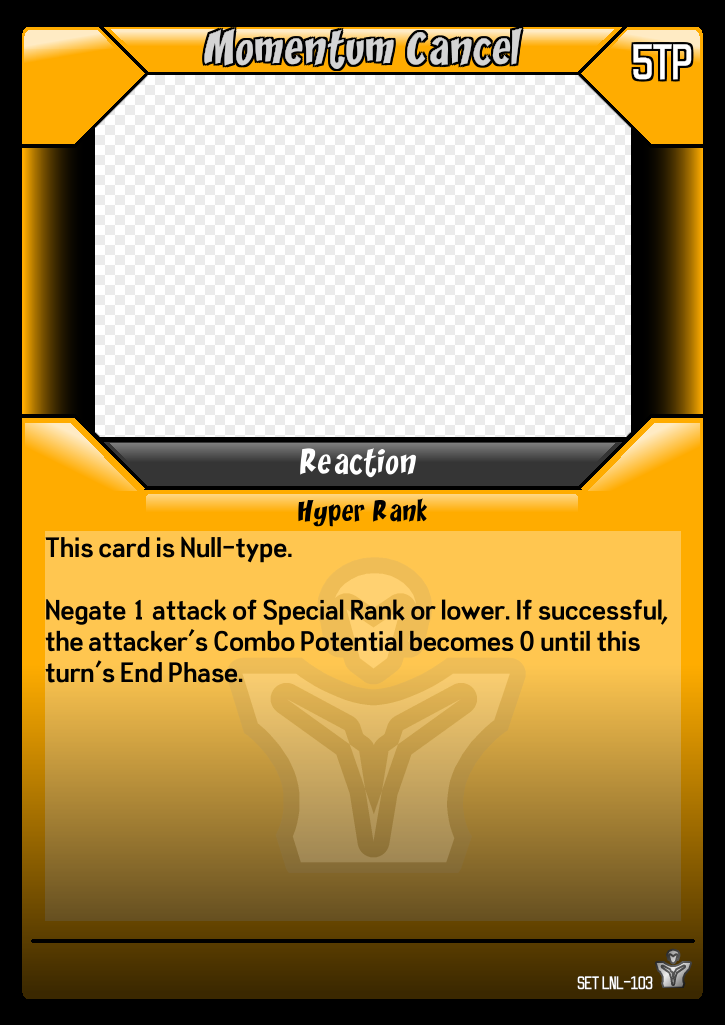 Momentum Cancel
5TP
Reaction
Hyper Rank
This card is Null-type.
Negate 1 attack of Special Rank or lower. If successful,
the attacker's Combo Potential becomes 0 until this
turn's End Phase.
SET LNL-103